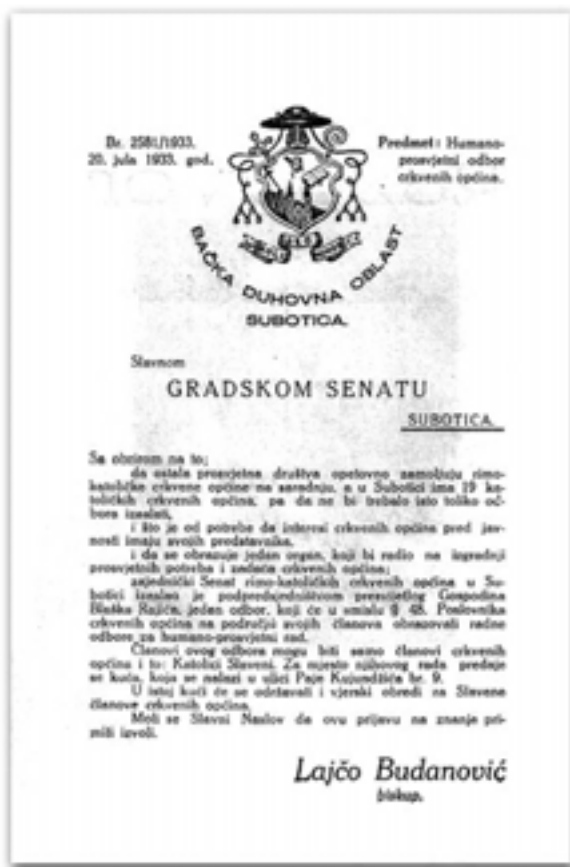 Br. 2581/1933.
20. jula 1933. god.
Predmet: Humano-
prosvjetni odbor
crkvenih općina.
BAČKA DUHOVNA OBLAST
SUBOTICA.
Slavnom
GRADSKOM SENATU
SUBOTICA.
Sa obzirom na to;
da ostala prosvjetna društva opetovno zamoljuju rimo-
katoličke crkvene općine na saradnju, a u Subotici ima 19 ka-
toličkih crkvenih općina, pa da ne bi trebalo isto toliko od-
bora izaslati,
i što je od potrebe da interesi crkvenih općina pred jav-
nosti imaju svojih predstavnika,
i da se obrazuje jedan organ, koji bi radio na izgradnji
prosvjetnih potreba i zadaća crkvenih općina;
zajednički Senat rimo-katoličkih crkvenih općina u Su-
botici izaslao je podpredsjedništvom presvijetlog Gospodina
Blaška Rajića, jedan odbor, koji će u smislu § 48. Poslovnika
crkvenih općina na području svojih članova obrazovati radne
odbore za humano-prosvjetni rad.
Članovi ovog odbora mogu biti samo članovi crkvenih
općina i to: Katolici Slaveni. Za mjesto njihovog rada predaje
se kuća, koja se nalazi u ulici Paje Kujundžića br. 9.
U istoj kući će se održavati i vjerski obredi za Slavene
članove crkvenih općina.
Moli se Slavni Naslov da ovu prijavu na znanje pri-
miti izvoli.
Lajčo Budanović
biskup.